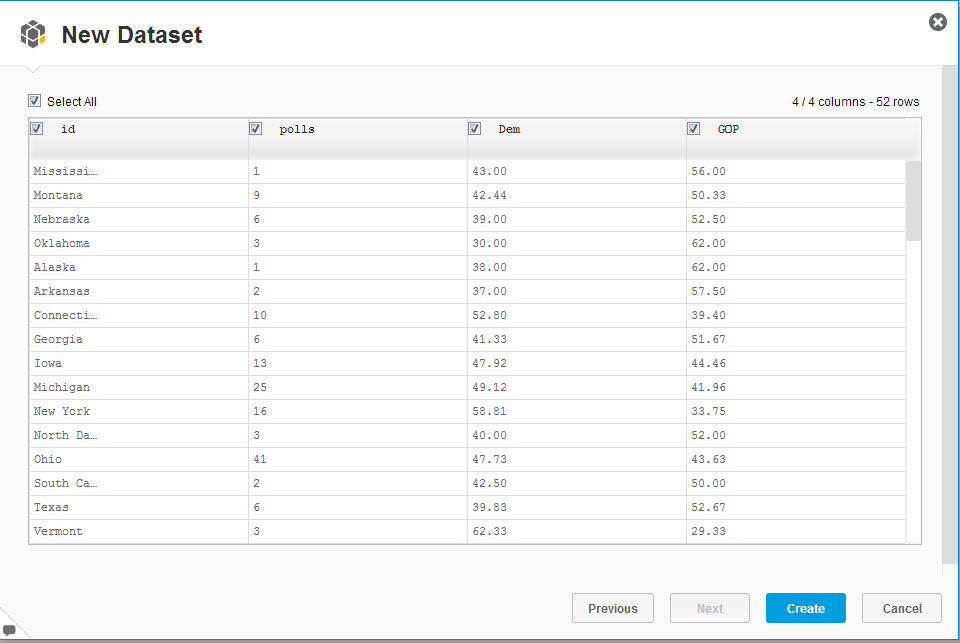 New Dataset
Select All 4 / 4 columns - 52 rows
id polls Dem GOP
Mississi… 1 43.00 56.00
Montana 9 42.44 50.33
Nebraska 6 39.00 52.50
Oklahoma 3 30.00 62.00
Alaska 1 38.00 62.00
Arkansas 2 37.00 57.50
Connecti… 10 52.80 39.40
Georgia 6 41.33 51.67
Iowa 13 47.92 44.46
Michigan 25 49.12 41.96
New York 16 58.81 33.75
North Da… 3 40.00 52.00
Ohio 41 47.73 43.63
South Ca… 2 42.50 50.00
Texas 6 39.83 52.67
Vermont 3 62.33 29.33
Previous Next Create Cancel